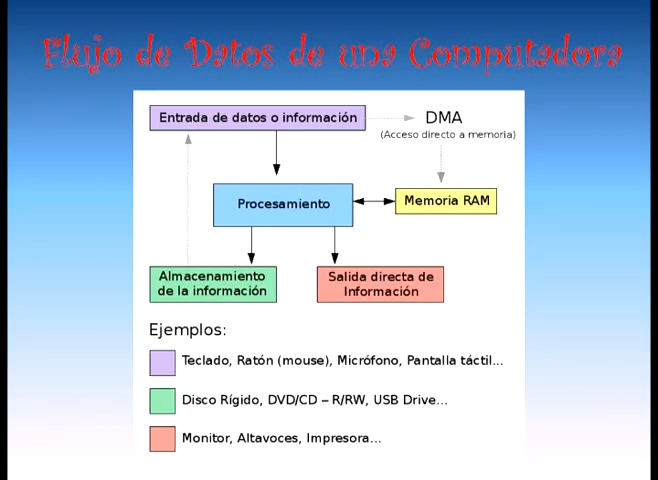 Flujo de Datos de una Computadora
Entrada de datos o información
DMA
(Acceso directo a memoria)
Procesamiento
Memoria RAM
Almacenamiento
de la información
Salida directa de
Información
Ejemplos:
Teclado, Ratón (mouse), Micrófono, Pantalla táctil...
Disco Rígido, DVD/CD – R/RW, USB Drive...
Monitor, Altavoces, Impresora...